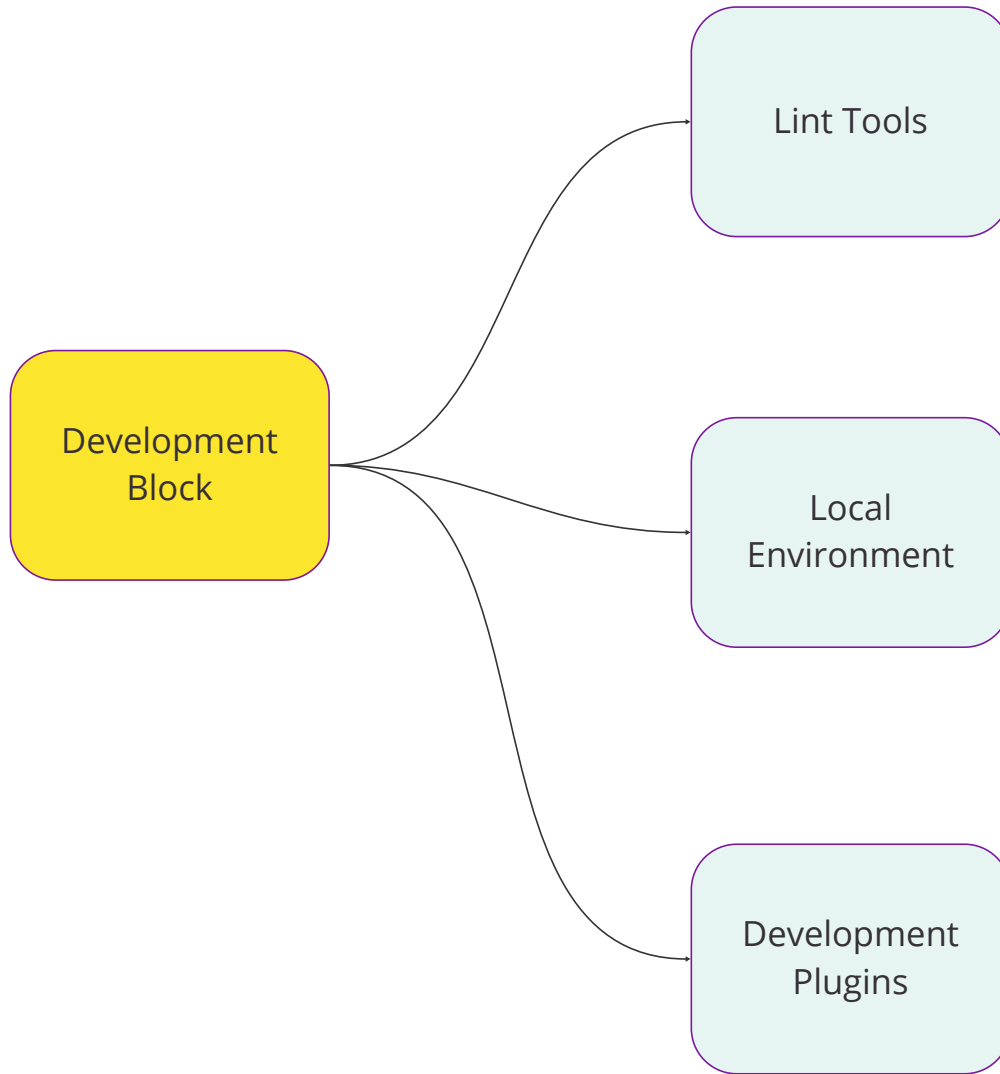 Lint Tools
Development
Block
Local
Environment
Development
Plugins